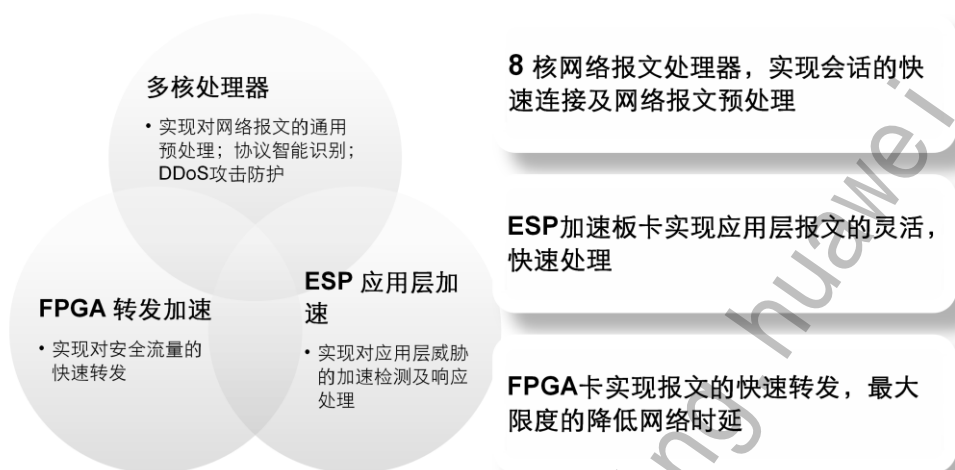 多核处理器
• 实现对网络报文的通用
预处理；协议智能识别；
DDoS攻击防护
FPGA 转发加速
• 实现对安全流量的
快速转发
ESP 应用层加
速
• 实现对应用层威胁
的加速检测及响应
处理
8 核网络报文处理器，实现会话的快
速连接及网络报文预处理
ESP加速板卡实现应用层报文的灵活，
快速处理
FPGA卡实现报文的快速转发，最大
限度的降低网络时延
ng.huawei